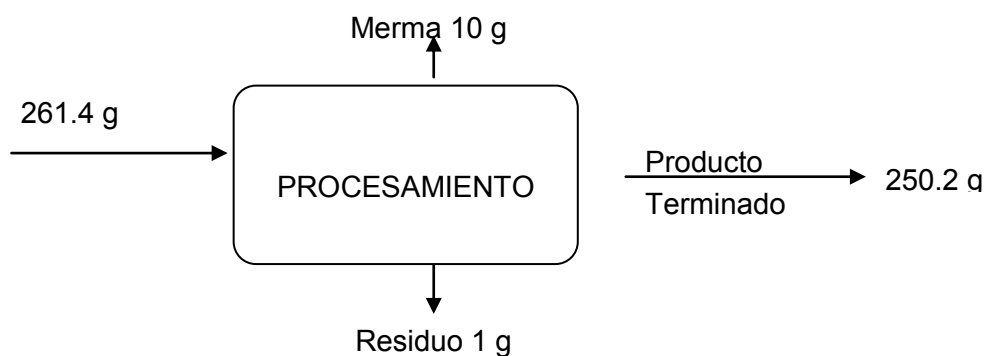 Merma 10 g
261.4 g
PROCESAMIENTO
Producto
Terminado
250.2 g
Residuo 1 g